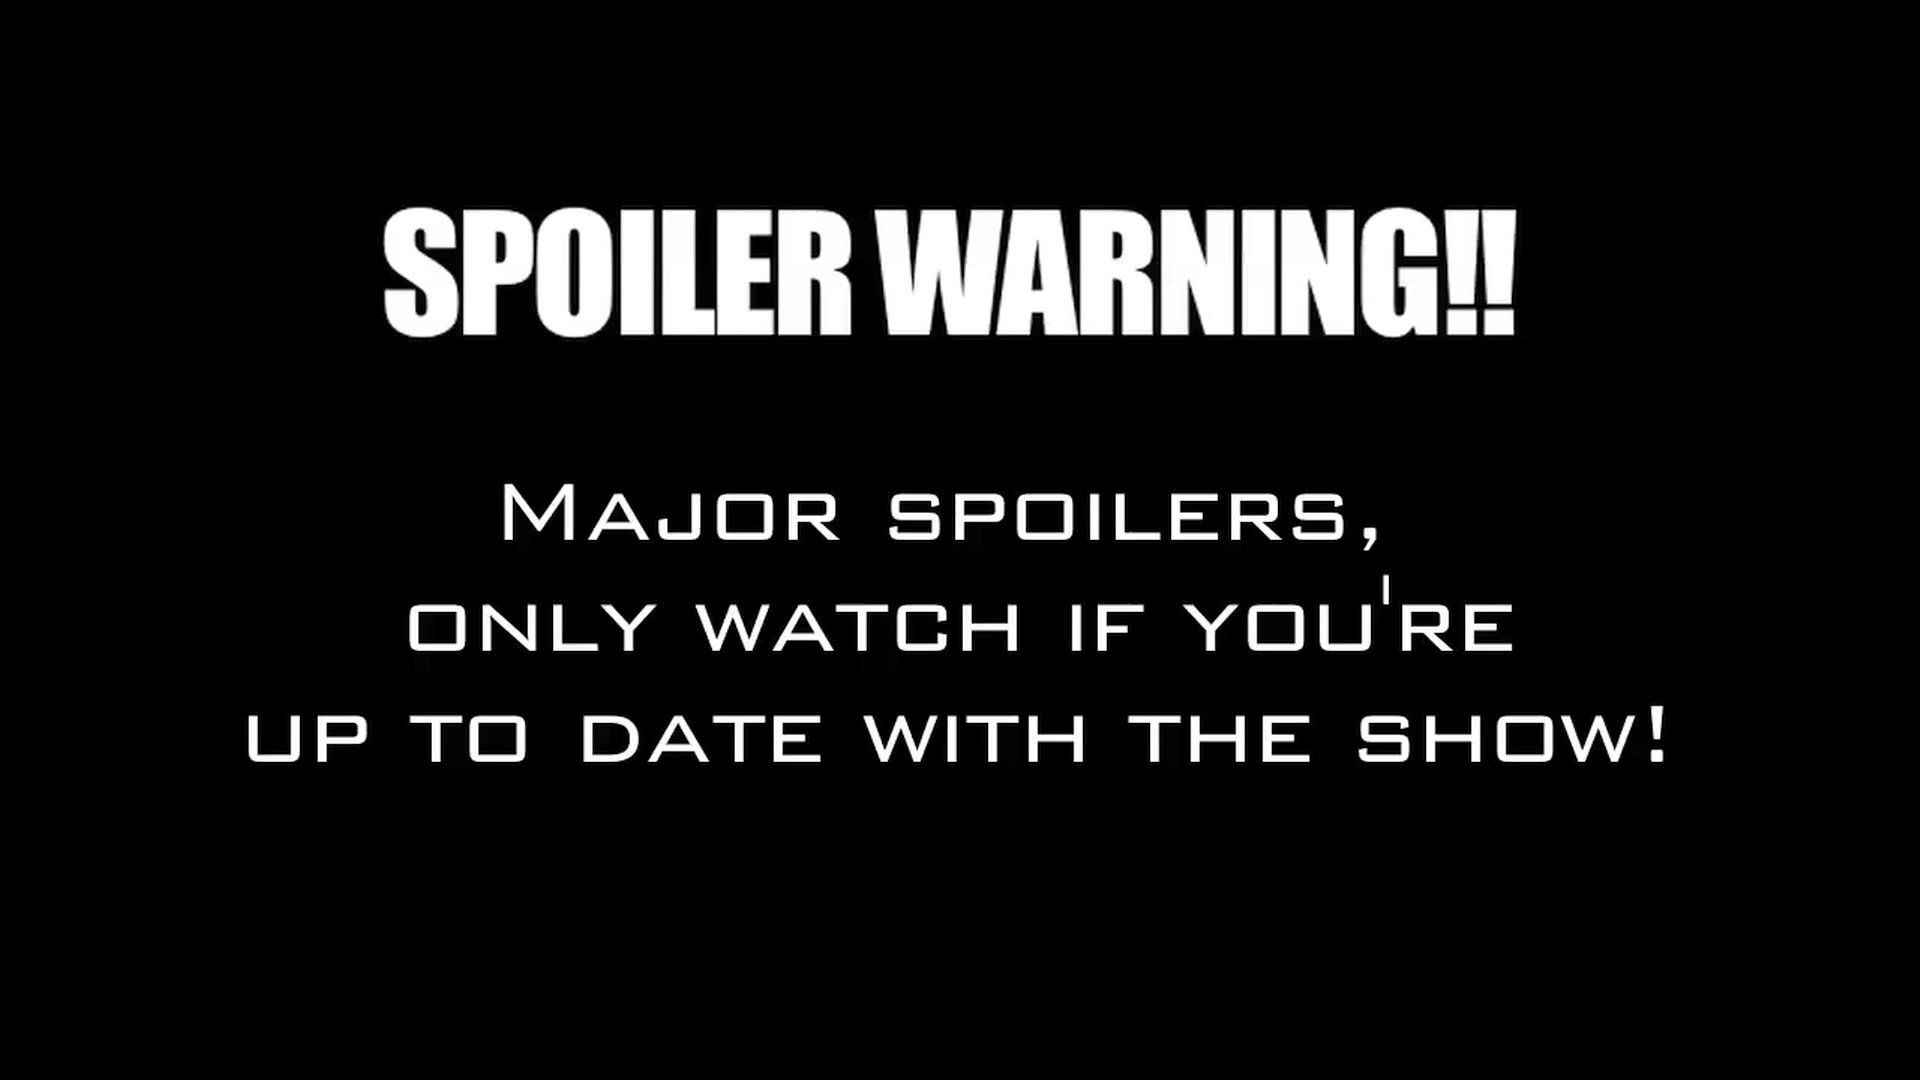 SPOILER WARNING!!
Major spoilers,
only watch if you're
up to date with the show!